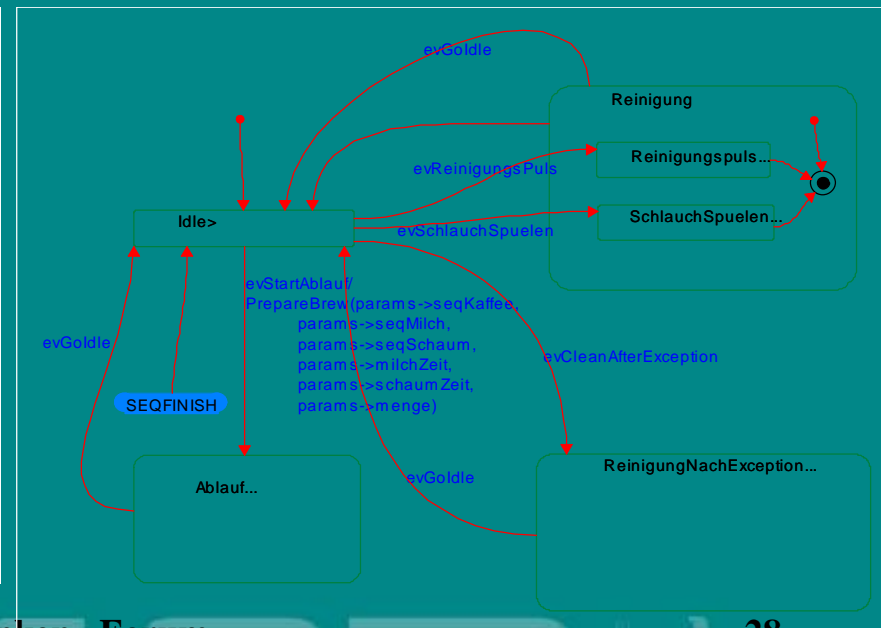 evGoIdle
Reinigung
Reinigungspuls...
evReinigungsPuls
SchlauchSpuelen...
Idle>
evSchlauchSpuelen
evStartAblauf/
PrepareBrew(params->seqKaffee,
params->seqMilch,
params->seqSchaum,
params->milchZeit,
params->schaumZeit,
params->menge)
evGoIdle
evCleanAfterException
SEQFINISH
ReinigungNachException...
evGoIdle
Ablauf...
28